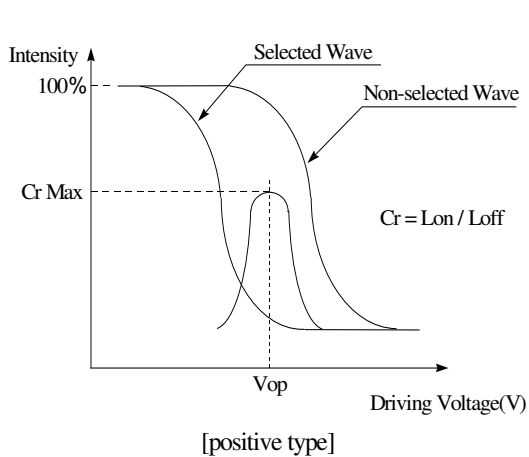 Intensity
Selected Wave
100%
Non-selected Wave
Cr Max
Cr = Lon / Loff
Vop
Driving Voltage(V)
[positive type]